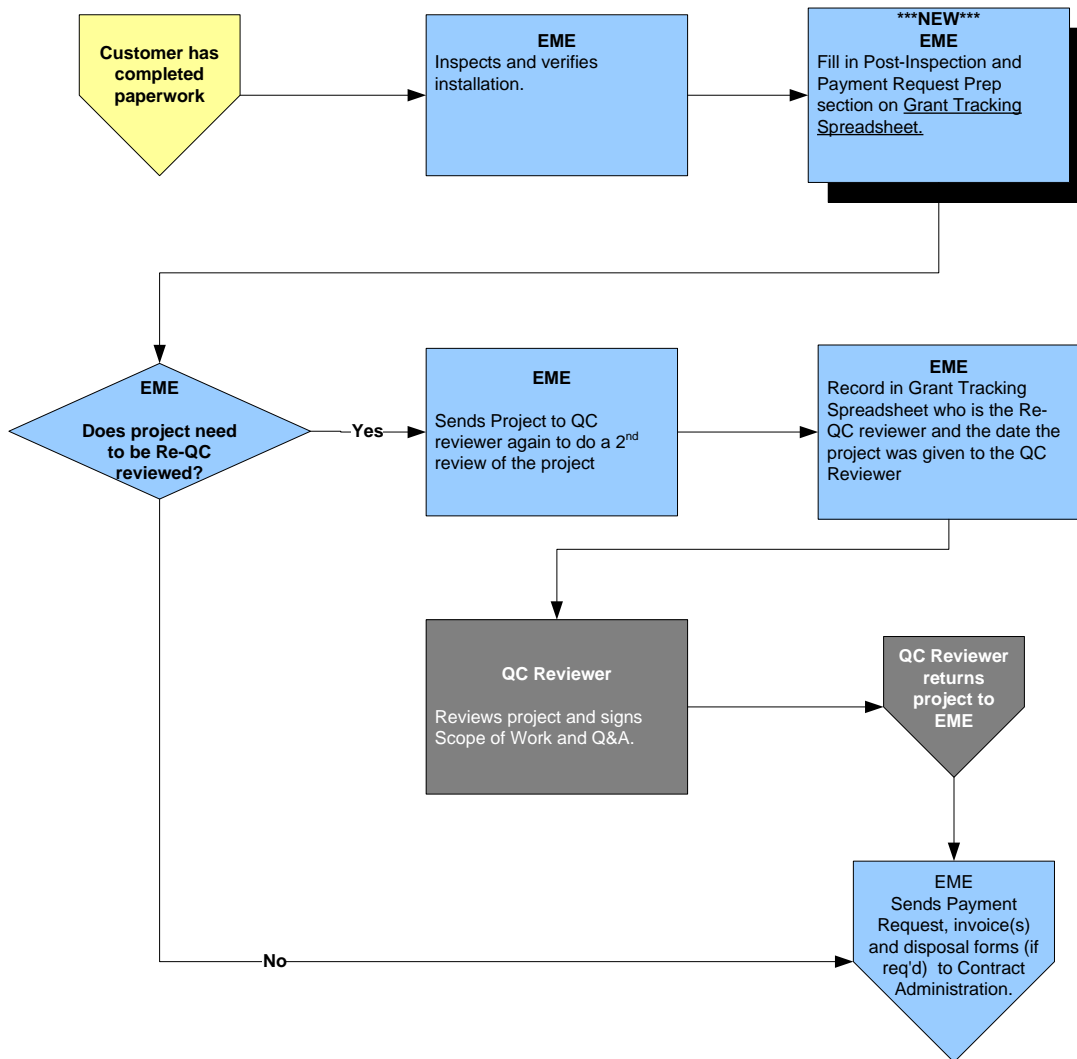 Customer has
completed
paperwork
EME
Inspects and verifies
installation.
***NEW***
EME
Fill in Post-Inspection and
Payment Request Prep
section on Grant Tracking
Spreadsheet.
EME
Does project need
to be Re-QC
reviewed?
Yes
EME
Sends Project to QC
reviewer again to do a 2nd
review of the project
EME
Record in Grant Tracking
Spreadsheet who is the Re-
QC reviewer and the date the
project was given to the QC
Reviewer
QC Reviewer
Reviews project and signs
Scope of Work and Q&A.
QC Reviewer
returns
project to
EME
No
EME
Sends Payment
Request, invoice(s)
and disposal forms (if
req'd)  to Contract
Administration.